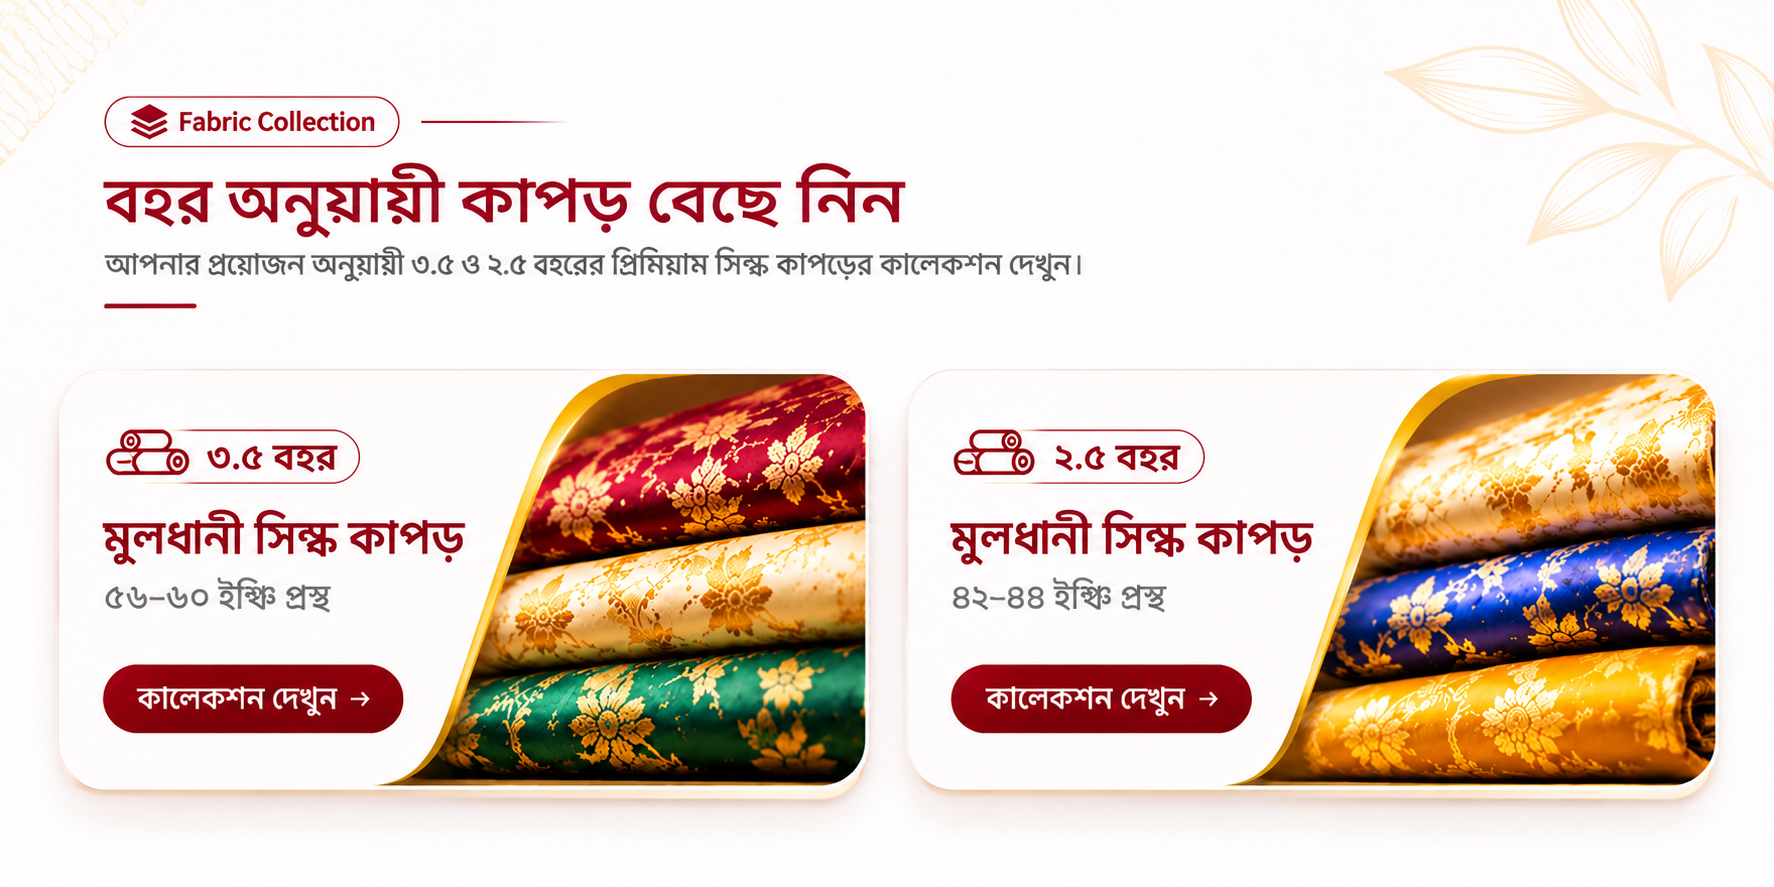 Fabric Collection
বহর অনুয়ায়ী কাপড় বেছে নিন
আপনার প্রয়োজন অনুয়ায়ী ৩.৫ ও ২.৫ বহরের প্রিমিয়াম সিল্ক কাপড়ের কালেকশন দেখুন।
৩.৫ বহর
মুলধানী সিল্ক কাপড়
৫৬–৬০ ইঞ্চি প্রস্থ
কালেকশন দেখুন →
২.৫ বহর
মুলধানী সিল্ক কাপড়
৪২–৪৪ ইঞ্চি প্রস্থ
কালেকশন দেখুন →